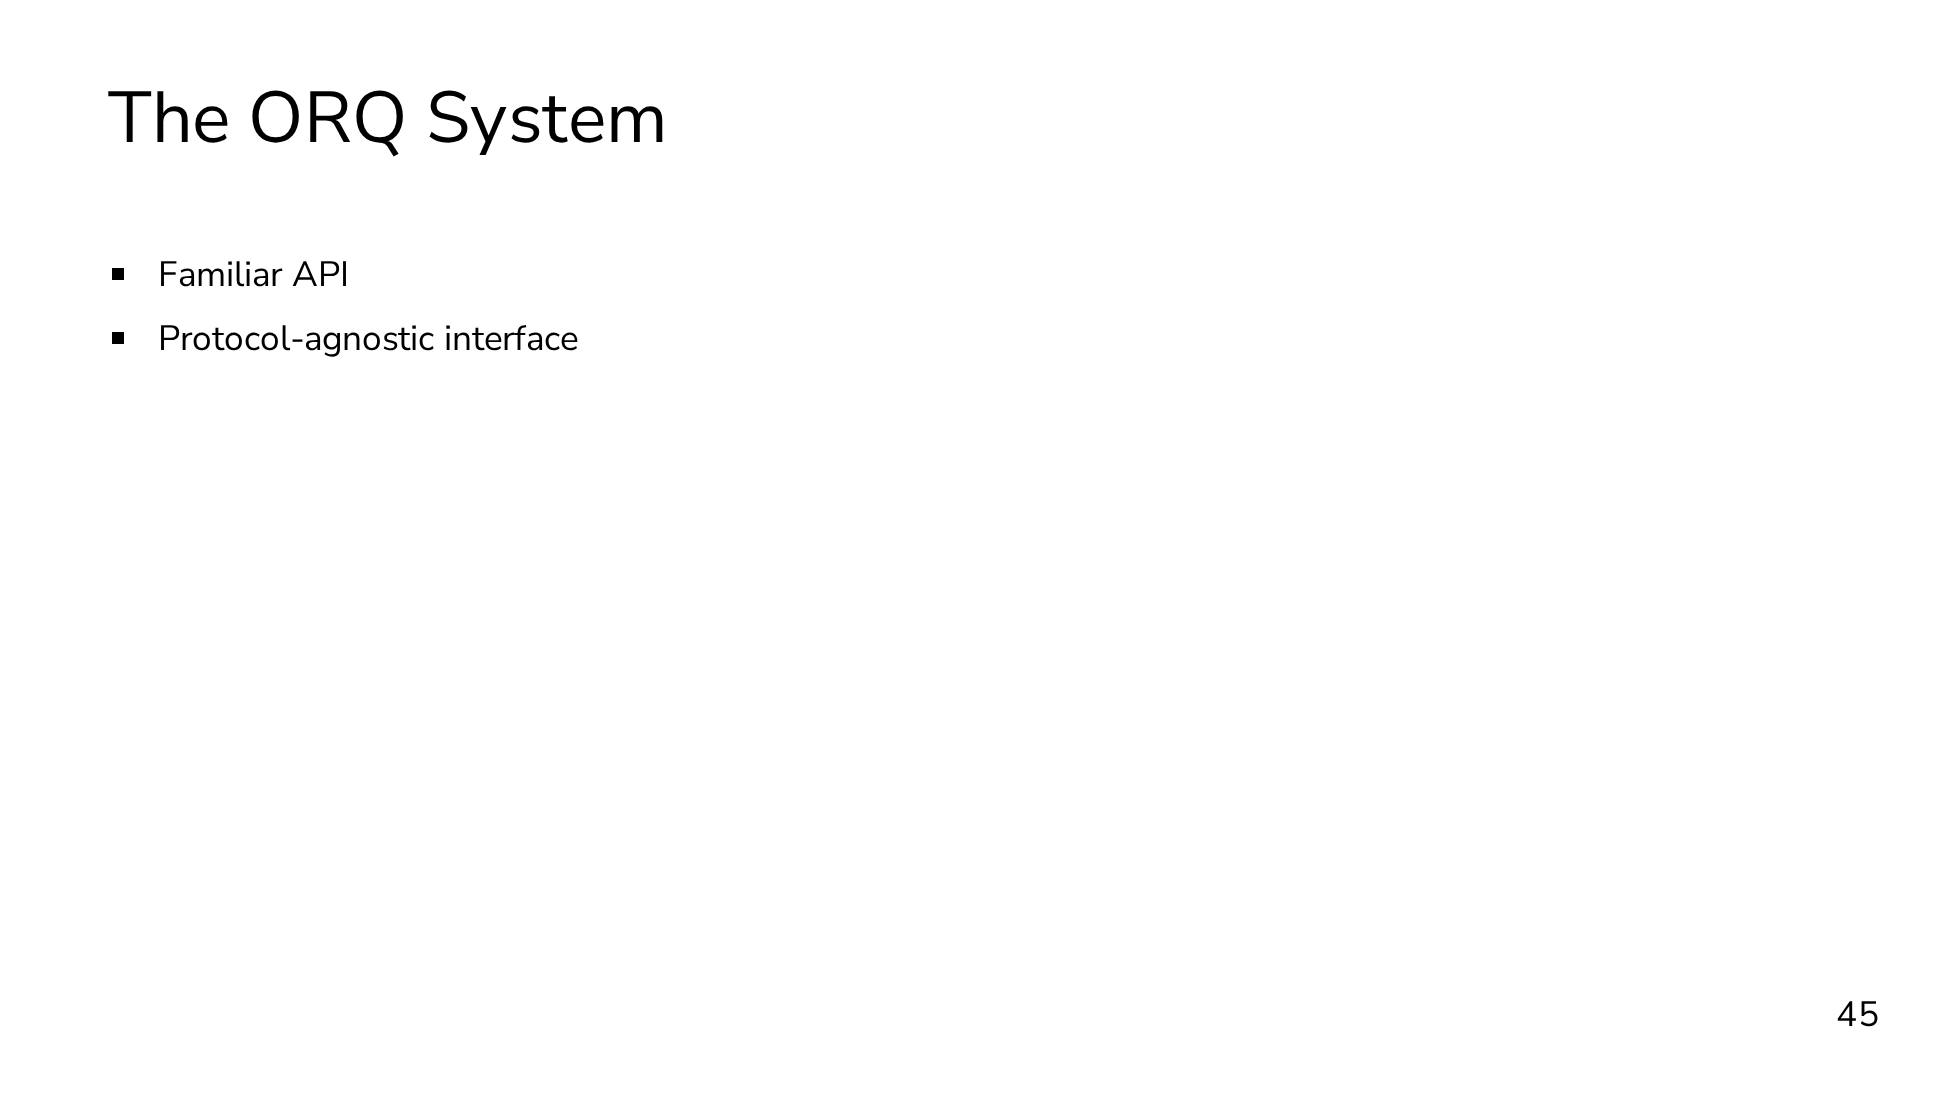 The ORQ System
▪ Familiar API
▪ Protocol-agnostic interface
45